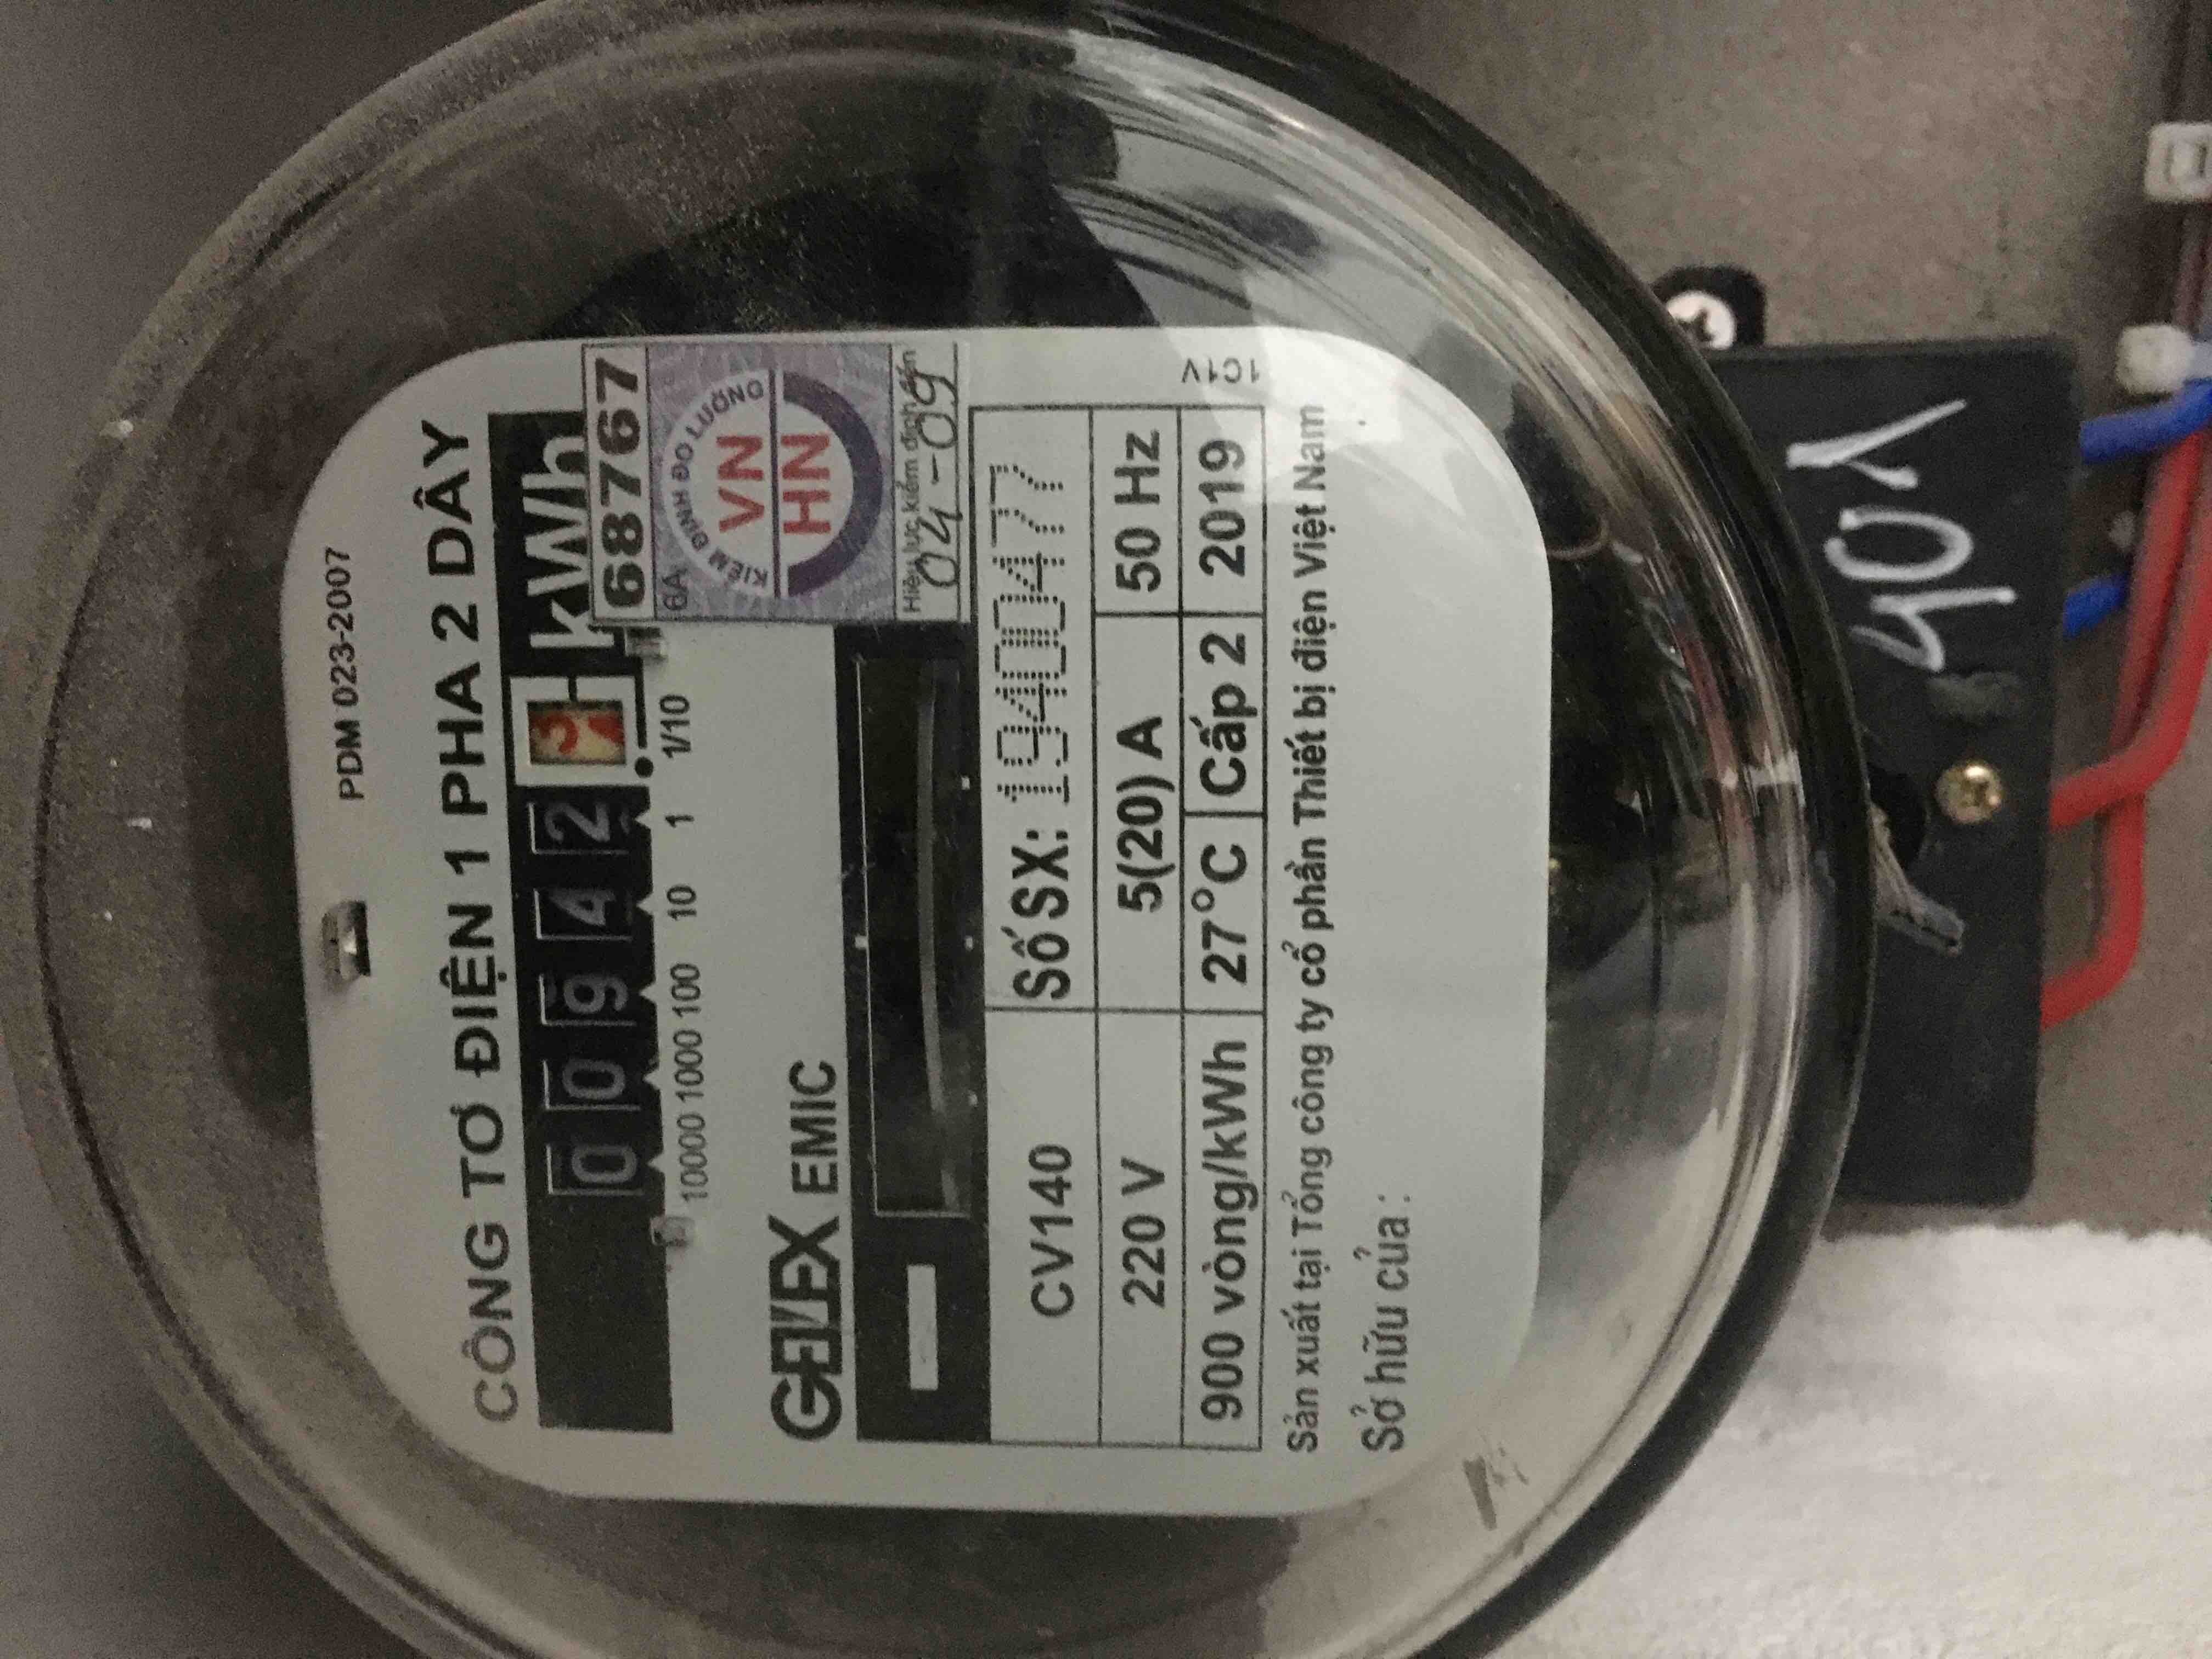 PDM 023-2007
CÔNG TƠ ĐIỆN 1 PHA 2 DÂY
0 0 9 4 2 kWh
10000 1000 100 10 1 1/10
68767
6A
KIỂM ĐỊNH ĐO LƯỜNG
VN
HN
Hiệu lực kiểm định đến
04-09
GELEX EMIC
CV140 Số SX: 19400477
220 V 5(20) A 50 Hz
900 vòng/kWh 27°C Cấp 2 2019
1C1V
Sản xuất tại Tổng công ty cổ phần Thiết bị điện Việt Nam
Sở hữu của :
401